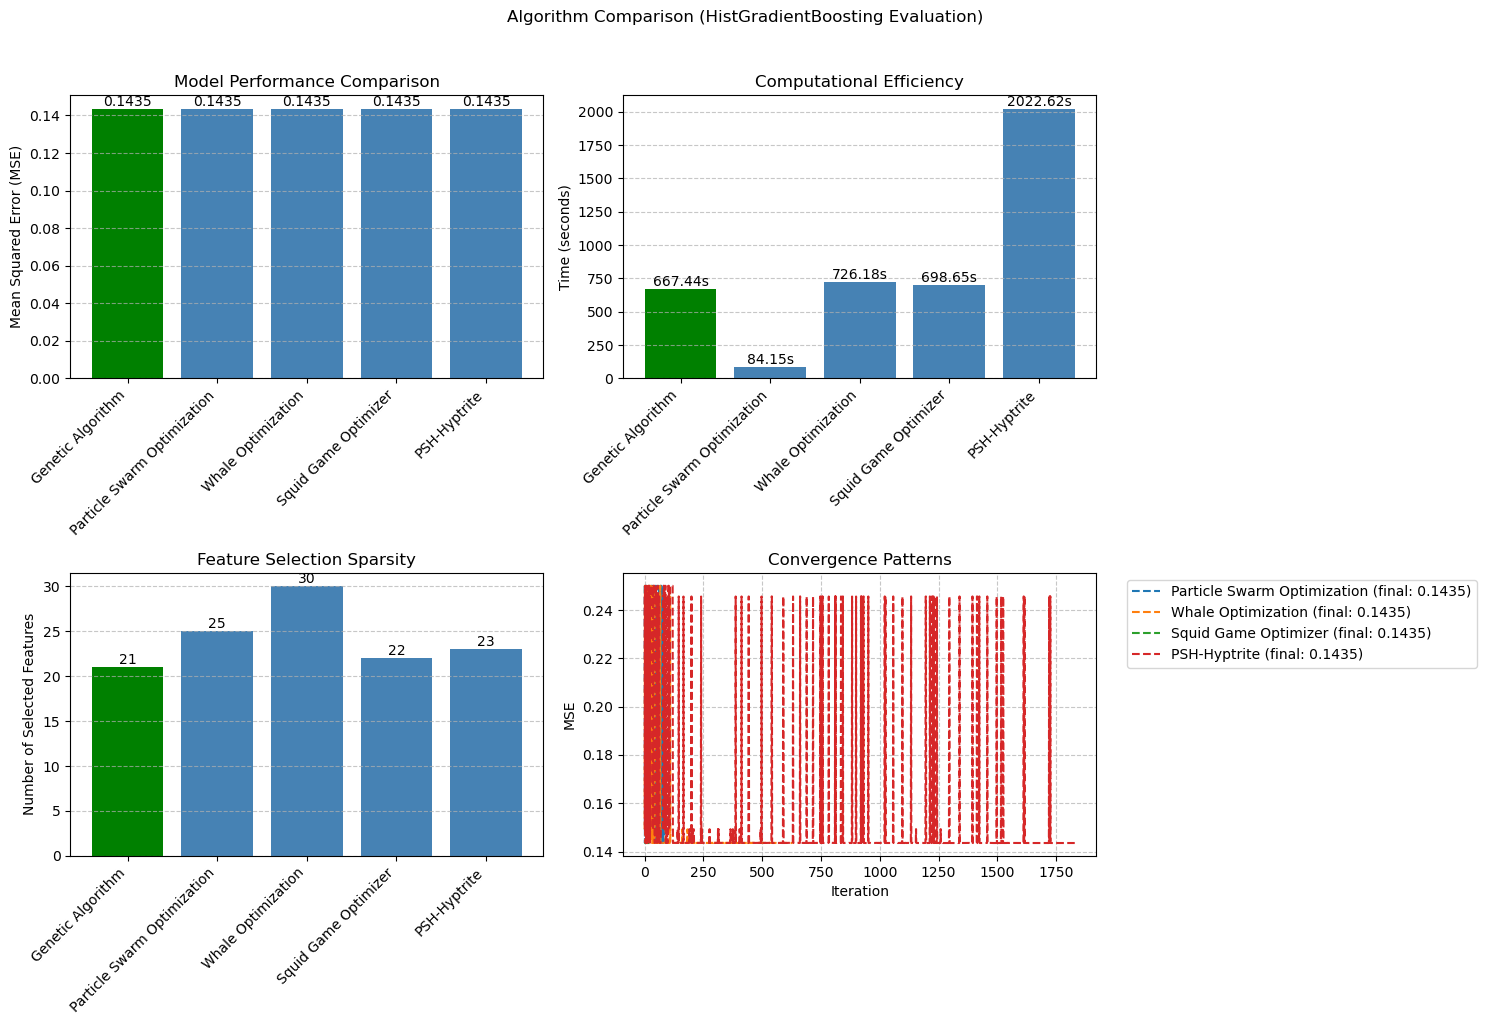 Algorithm Comparison (HistGradientBoosting Evaluation)
Model Performance Comparison
0.1435 0.1435 0.1435 0.1435 0.1435
Mean Squared Error (MSE)
0.14
0.12
0.10
0.08
0.06
0.04
0.02
0.00
Genetic Algorithm
Particle Swarm Optimization
Whale Optimization
Squid Game Optimizer
PSH-Hyptrite
Computational Efficiency
667.44s 84.15s 726.18s 698.65s 2022.62s
Time (seconds)
2000
1750
1500
1250
1000
750
500
250
0
Genetic Algorithm
Particle Swarm Optimization
Whale Optimization
Squid Game Optimizer
PSH-Hyptrite
Feature Selection Sparsity
21 25 30 22 23
Number of Selected Features
30
25
20
15
10
5
0
Genetic Algorithm
Particle Swarm Optimization
Whale Optimization
Squid Game Optimizer
PSH-Hyptrite
Convergence Patterns
MSE
0.24
0.22
0.20
0.18
0.16
0.14
0 250 500 750 1000 1250 1500 1750
Iteration
Particle Swarm Optimization (final: 0.1435)
Whale Optimization (final: 0.1435)
Squid Game Optimizer (final: 0.1435)
PSH-Hyptrite (final: 0.1435)